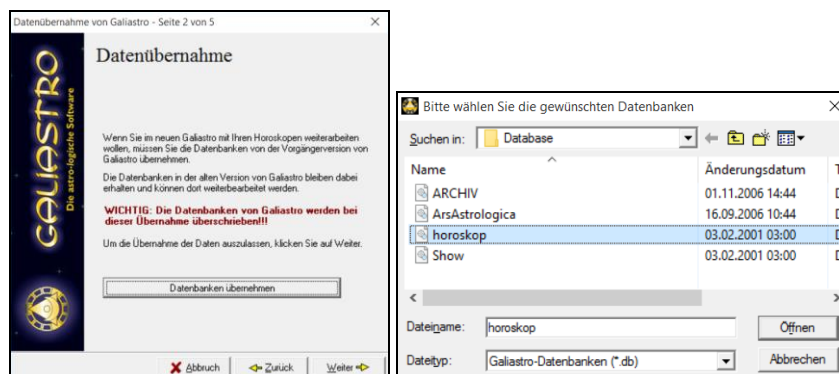 Datenübernahme von Galiastro - Seite 2 von 5
GALIASTRO
Die astro-logische Software
Datenübernahme
Wenn Sie im neuen Galiastro mit Ihren Horoskopen weiterarbeiten
wollen, müssen Sie die Datenbanken von der Vorgängerversion von
Galiastro übernehmen.
Die Datenbanken in der alten Version von Galiastro bleiben dabei
erhalten und können dort weiterbearbeitet werden.
WICHTIG: Die Datenbanken von Galiastro werden bei
dieser Übernahme überschrieben!!!
Um die Übernahme der Daten auszulassen, klicken Sie auf Weiter.
Datenbanken übernehmen
Abbruch Zurück Weiter
Bitte wählen Sie die gewünschten Datenbanken
Suchen in: Database
Name Änderungsdatum T
ARCHIV 01.11.2006 14:44 D
ArsAstrologica 16.09.2006 10:44 D
horoskop 03.02.2001 03:00 D
Show 03.02.2001 03:00 D
Dateiname: horoskop Öffnen
Dateityp: Galiastro-Datenbanken (*.db) Abbrechen